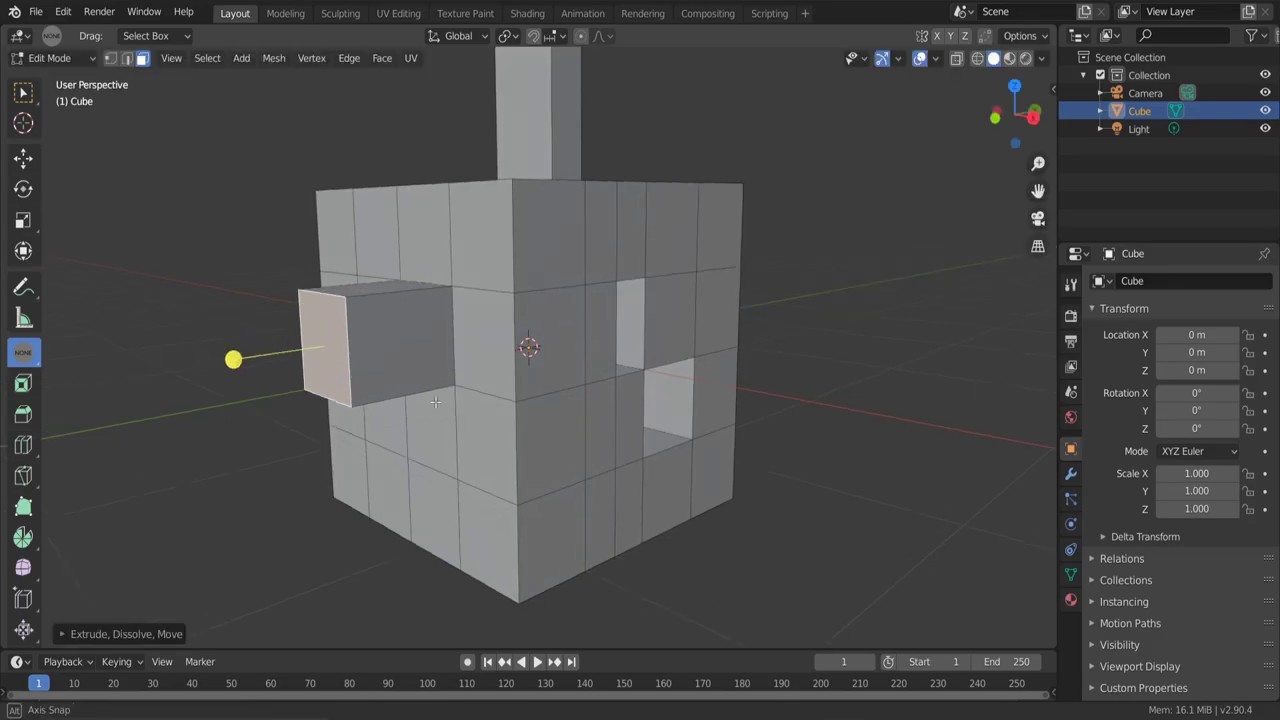 File Edit Render Window Help Layout Modeling Sculpting UV Editing Texture Paint Shading Animation Rendering Compositing Scripting + Scene View Layer
NONE Drag: Select Box Global X Y Z Options
Edit Mode View Select Add Mesh Vertex Edge Face UV
Scene Collection
Collection
Camera
Cube
Light
User Perspective
(1) Cube
NONE
Cube
Cube
Transform
Location X 0 m
Y 0 m
Z 0 m
Rotation X 0°
Y 0°
Z 0°
Mode XYZ Euler
Scale X 1.000
Y 1.000
Z 1.000
Delta Transform
Relations
Collections
Instancing
Motion Paths
Visibility
Viewport Display
Custom Properties
Extrude, Dissolve, Move
Playback Keying View Marker 1 Start 1 End 250
1 10 20 30 40 50 60 70 80 90 100 110 120 130 140 150 160 170 180 190 200 210 220 230 240 250
Alt Axis Snap Mem: 16.1 MiB | v2.90.4